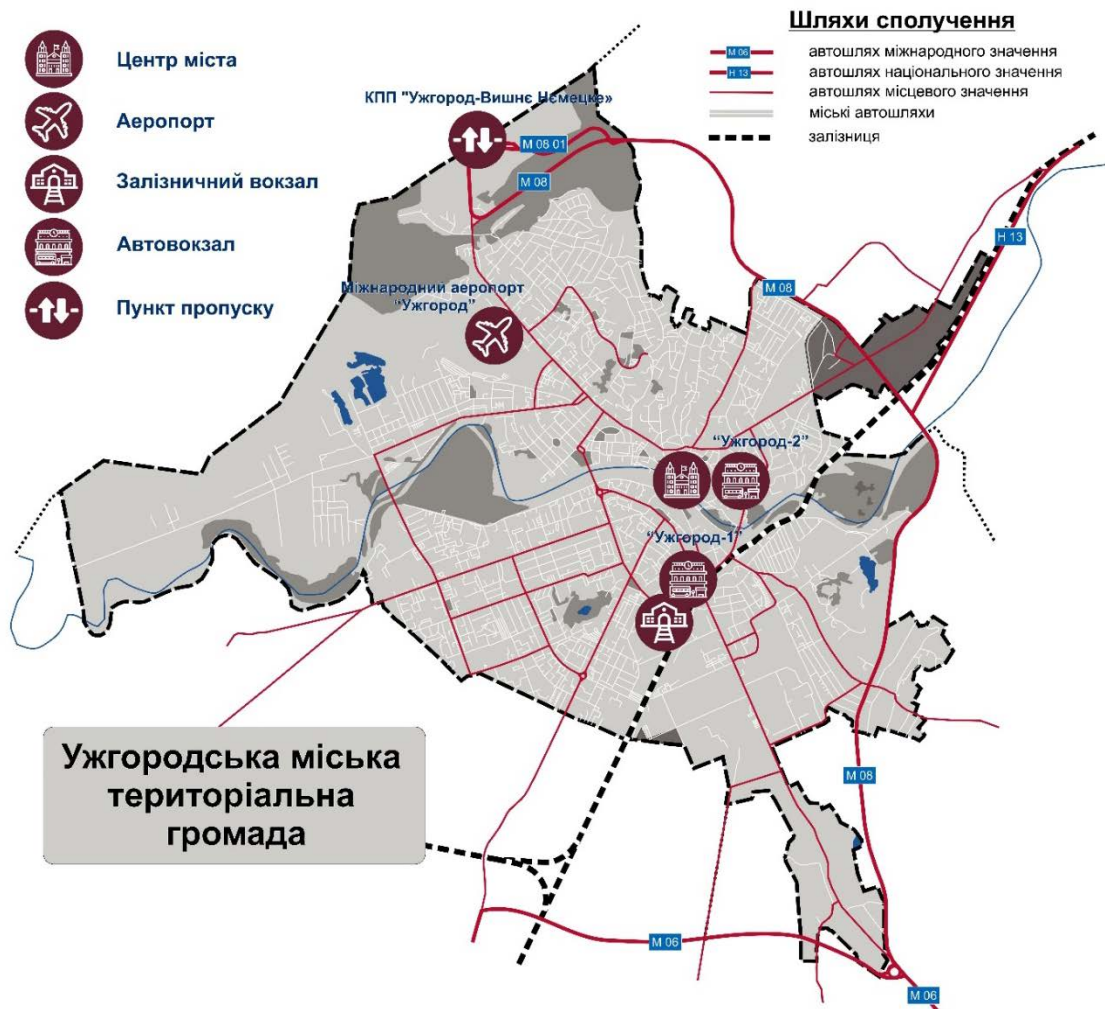 Центр міста
Аеропорт
Залізничний вокзал
Автовокзал
Пункт пропуску
Шляхи сполучення
М 06
автошлях міжнародного значення
Н 13
автошлях національного значення
автошлях місцевого значення
міські автошляхи
залізниця
КПП "Ужгород-Вишнє Нємецке»
М 08 01
М 08
Н 13
М 08
Міжнародний аеропорт
“Ужгород”
“Ужгород-2”
“Ужгород-1”
Ужгородська міська
територіальна
громада
М 08
М 06
М 06